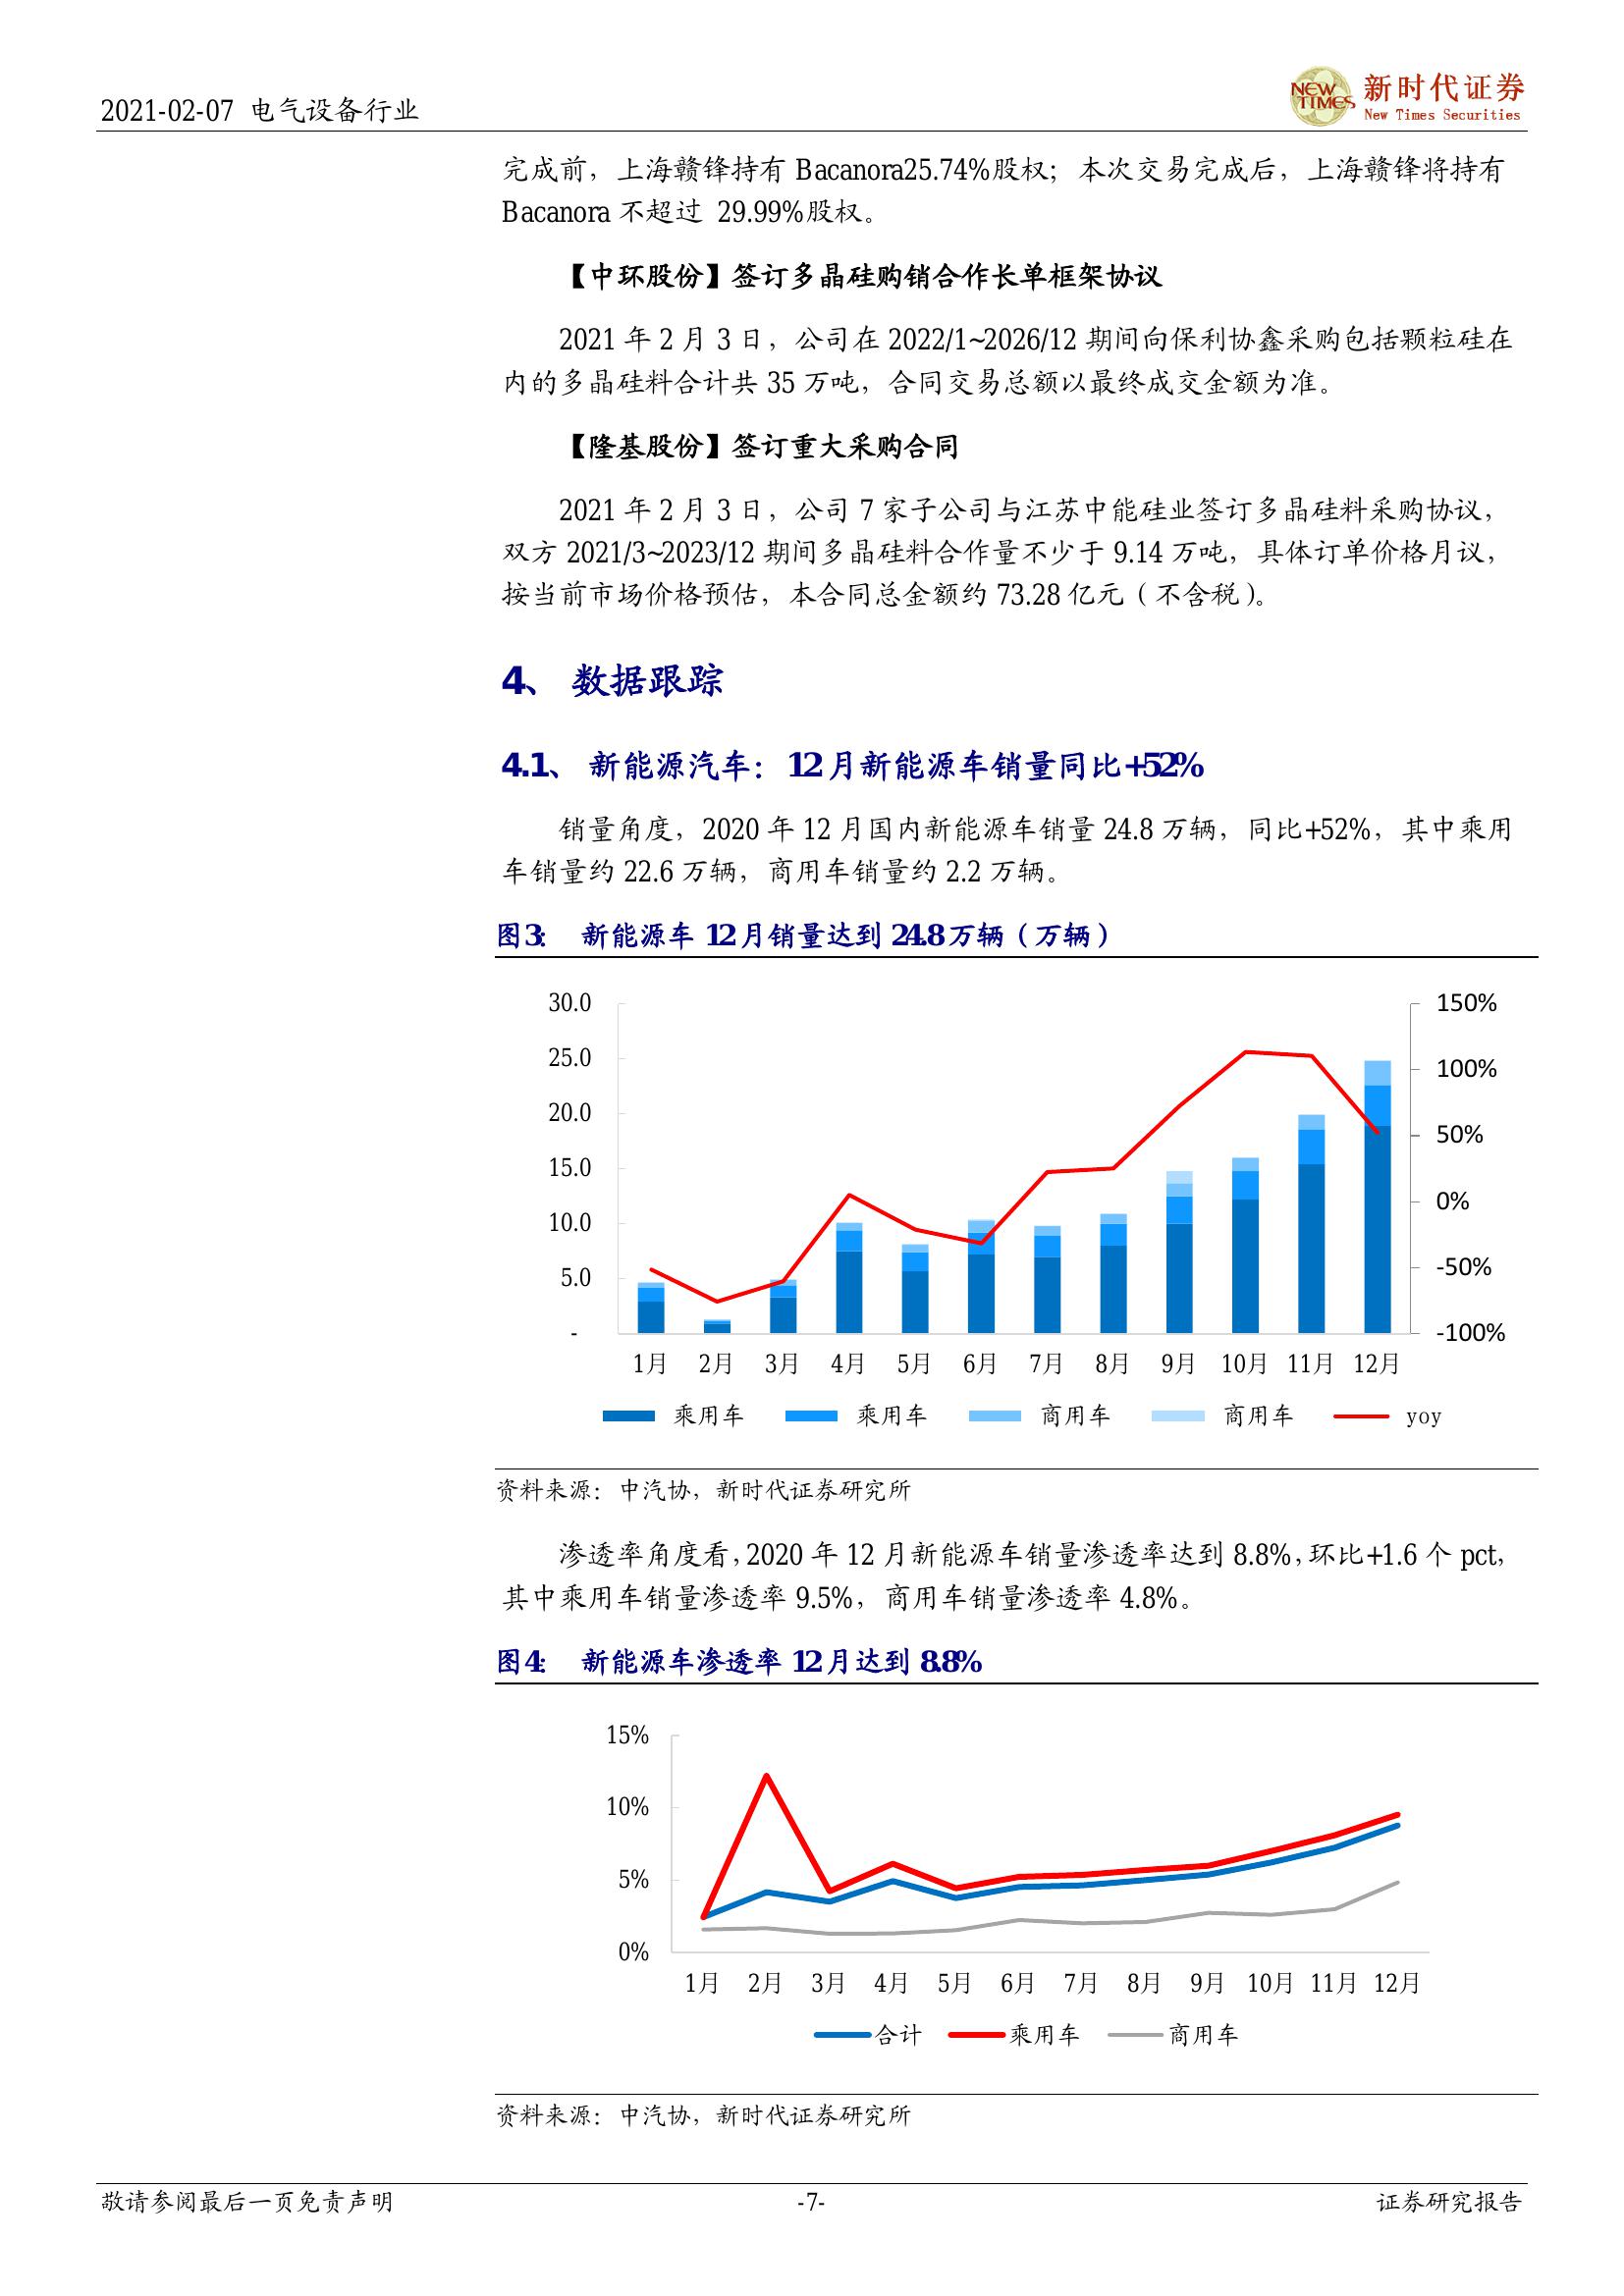 2021-02-07 电气设备行业
NEW TIMES
新时代证券
New Times Securities
完成前，上海赣锋持有 Bacanora25.74%股权；本次交易完成后，上海赣锋将持有
Bacanora 不超过 29.99%股权。
【中环股份】签订多晶硅购销合作长单框架协议
2021 年 2 月 3 日，公司在 2022/1~2026/12 期间向保利协鑫采购包括颗粒硅在
内的多晶硅料合计共 35 万吨，合同交易总额以最终成交金额为准。
【隆基股份】签订重大采购合同
2021 年 2 月 3 日，公司 7 家子公司与江苏中能硅业签订多晶硅料采购协议，
双方 2021/3~2023/12 期间多晶硅料合作量不少于 9.14 万吨，具体订单价格月议，
按当前市场价格预估，本合同总金额约 73.28 亿元（不含税）。
4、 数据跟踪
4.1、 新能源汽车：12 月新能源车销量同比+52%
销量角度，2020 年 12 月国内新能源车销量 24.8 万辆，同比+52%，其中乘用
车销量约 22.6 万辆，商用车销量约 2.2 万辆。
图3： 新能源车 12 月销量达到 24.8 万辆（万辆）
30.0 150%
25.0 100%
20.0 50%
15.0 0%
10.0 -50%
5.0 -100%
-
1月 2月 3月 4月 5月 6月 7月 8月 9月 10月 11月 12月
乘用车 乘用车 商用车 商用车 yoy
资料来源：中汽协，新时代证券研究所
渗透率角度看，2020 年 12 月新能源车销量渗透率达到 8.8%，环比+1.6 个 pct，
其中乘用车销量渗透率 9.5%，商用车销量渗透率 4.8%。
图4： 新能源车渗透率 12 月达到 8.8%
15%
10%
5%
0%
1月 2月 3月 4月 5月 6月 7月 8月 9月 10月 11月 12月
合计 乘用车 商用车
资料来源：中汽协，新时代证券研究所
敬请参阅最后一页免责声明 -7- 证券研究报告